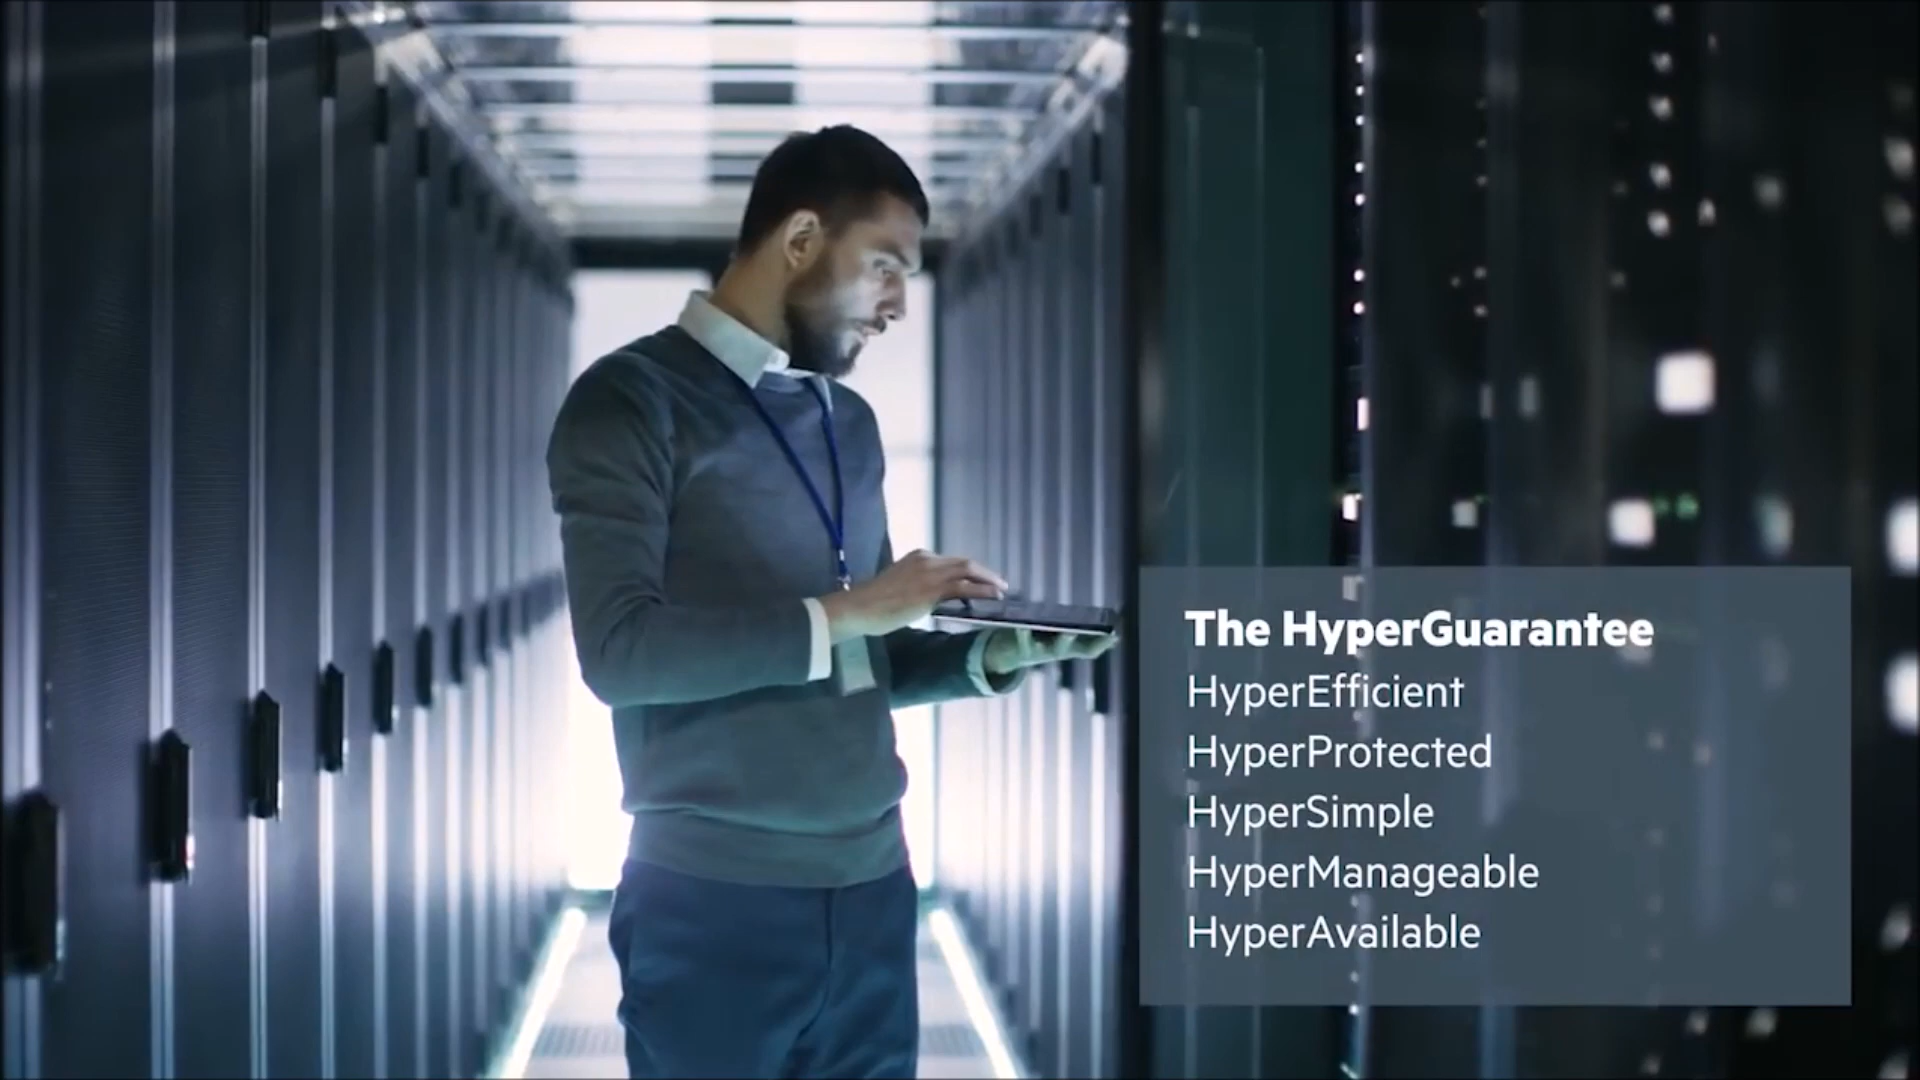 The HyperGuarantee
HyperEfficient
HyperProtected
HyperSimple
HyperManageable
HyperAvailable